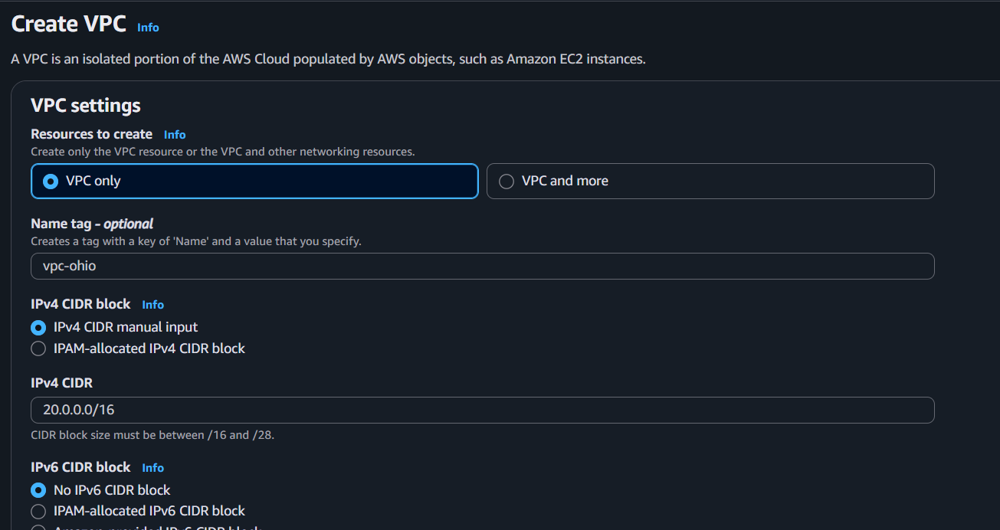 Create VPC Info
A VPC is an isolated portion of the AWS Cloud populated by AWS objects, such as Amazon EC2 instances.
VPC settings
Resources to create Info
Create only the VPC resource or the VPC and other networking resources.
VPC only
VPC and more
Name tag - optional
Creates a tag with a key of 'Name' and a value that you specify.
vpc-ohio
IPv4 CIDR block Info
IPv4 CIDR manual input
IPAM-allocated IPv4 CIDR block
IPv4 CIDR
20.0.0.0/16
CIDR block size must be between /16 and /28.
IPv6 CIDR block Info
No IPv6 CIDR block
IPAM-allocated IPv6 CIDR block
Amazon-provided IPv6 CIDR block